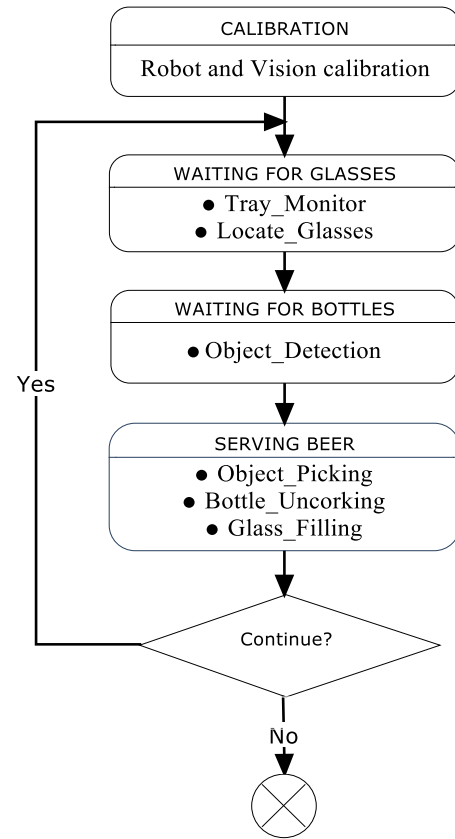 CALIBRATION
Robot and Vision calibration
WAITING FOR GLASSES
● Tray_Monitor
● Locate_Glasses
WAITING FOR BOTTLES
● Object_Detection
Yes
SERVING BEER
● Object_Picking
● Bottle_Uncorking
● Glass_Filling
Continue?
No